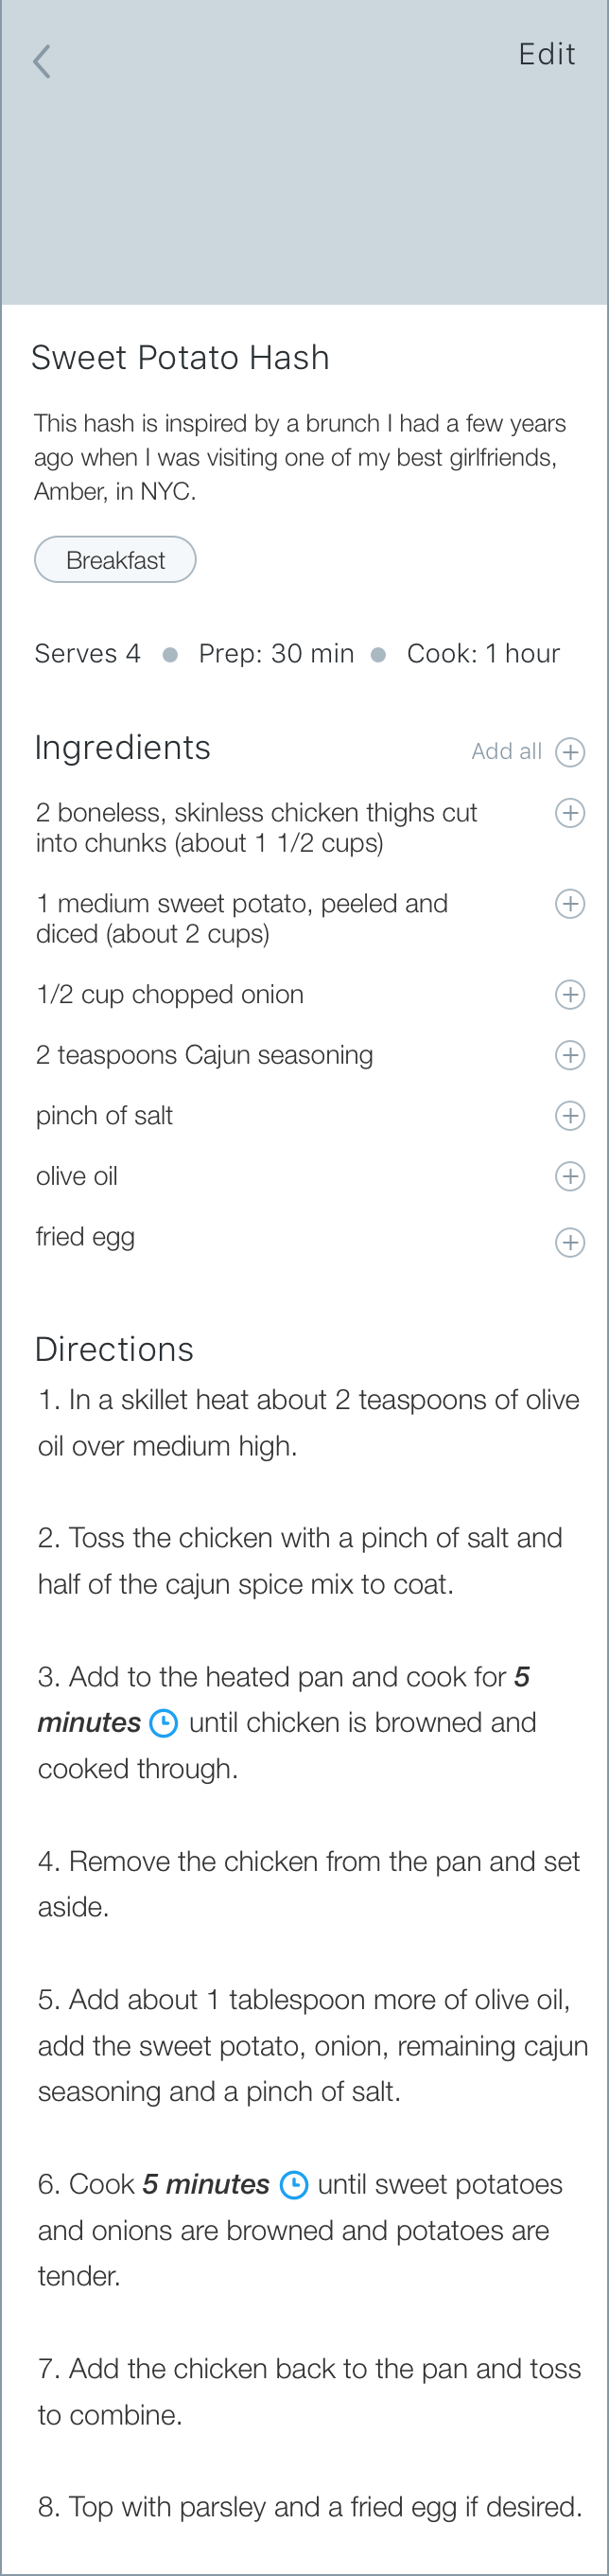 Edit
Sweet Potato Hash
This hash is inspired by a brunch I had a few years
ago when I was visiting one of my best girlfriends,
Amber, in NYC.
Breakfast
Serves 4 ● Prep: 30 min ● Cook: 1 hour
Ingredients Add all
2 boneless, skinless chicken thighs cut
into chunks (about 1 1/2 cups)
1 medium sweet potato, peeled and
diced (about 2 cups)
1/2 cup chopped onion
2 teaspoons Cajun seasoning
pinch of salt
olive oil
fried egg
Directions
1. In a skillet heat about 2 teaspoons of olive
oil over medium high.
2. Toss the chicken with a pinch of salt and
half of the cajun spice mix to coat.
3. Add to the heated pan and cook for 5
minutes until chicken is browned and
cooked through.
4. Remove the chicken from the pan and set
aside.
5. Add about 1 tablespoon more of olive oil,
add the sweet potato, onion, remaining cajun
seasoning and a pinch of salt.
6. Cook 5 minutes until sweet potatoes
and onions are browned and potatoes are
tender.
7. Add the chicken back to the pan and toss
to combine.
8. Top with parsley and a fried egg if desired.